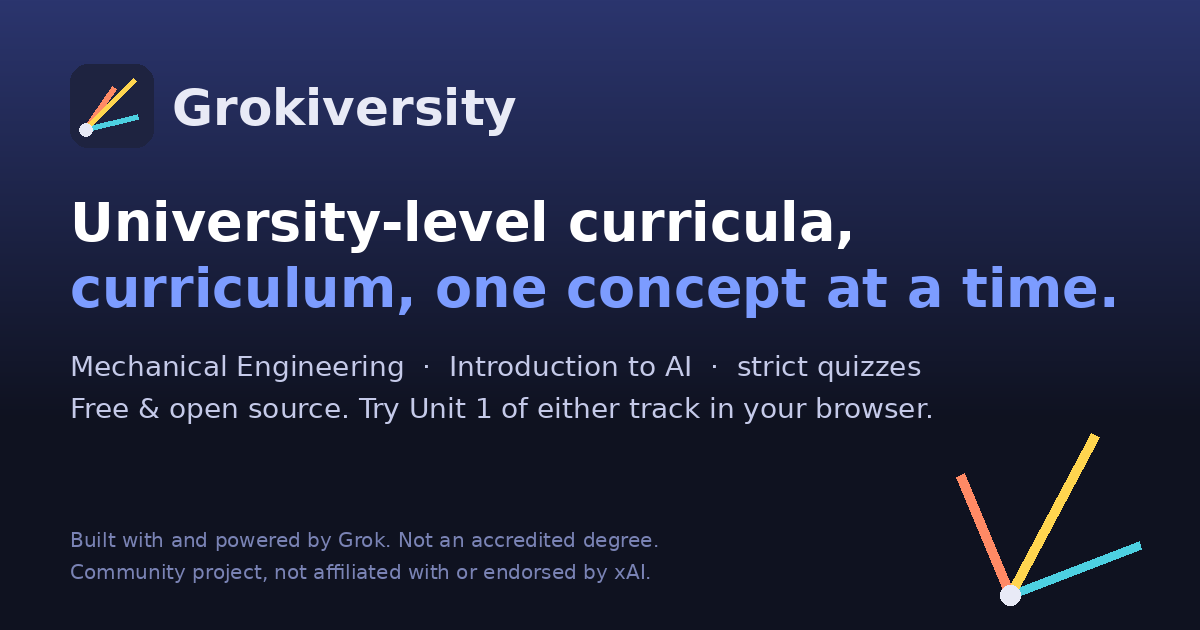 Grokiversity
University-level curricula,
curriculum, one concept at a time.
Mechanical Engineering · Introduction to AI · strict quizzes
Free & open source. Try Unit 1 of either track in your browser.
Built with and powered by Grok. Not an accredited degree.
Community project, not affiliated with or endorsed by xAI.